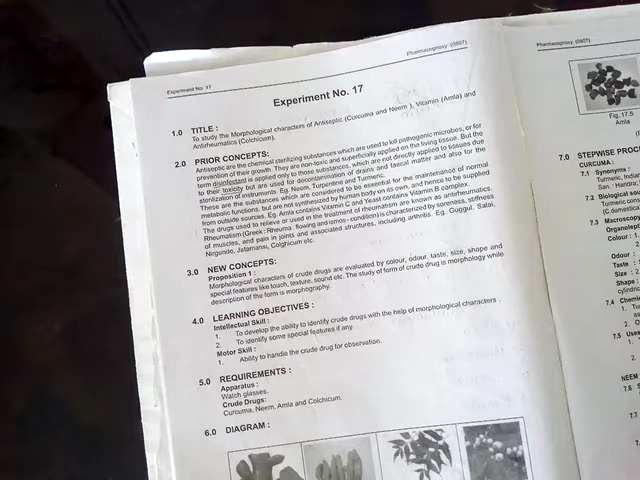 Experiment No. 17
Pharmacognosy (0807)
Experiment No. 17
1.0 TITLE :
To study the Morphological characters of Antiseptic (Curcuma and Neem ), Vitamin (Amla) and
Antirheumatics (Colchicum).
2.0 PRIOR CONCEPTS:
Antiseptic are the chemical sterilizing substances which are used to kill pathogenic microbes, or for
prevention of their growth. They are non-toxic and superficially applied on the living tissue. But the
term disinfectant is applied only to those substances, which are not directly applied to tissues due
to their toxicity but are used for decontamination of drains and faecal matter and also for the
sterilization of instruments. Eg. Neem, Turpentine and Turmeric.
These are the substances which are considered to be essential for the maintenance of normal
metabolic function, but are not synthesized by human body on its own, and hence to be supplied
from outside sources. Eg. Amla contains Vitamin C and Yeast contains Vitamin B complex.
The drugs used to relieve or used in the treatment of rheumatism are known as antirheumatics.
Rheumatism (Greek : Rheuma : flowing and ismos - condition) is characterized by soreness, stiffness
of muscles, and pain in joints and associated structures, including arthritis. Eg. Guggul, Salai,
Nirgundo, Jatamansi, Colchicum etc.
3.0 NEW CONCEPTS:
Proposition 1 :
Morphological characters of crude drugs are evaluated by colour, odour, taste, size, shape and
special features like touch, texture, sound etc. The study of form of crude drug is morphology while
description of the form is morphography.
4.0 LEARNING OBJECTIVES :
Intellectual Skill :
1. To develop the ability to identify crude drugs with the help of morphological characters .
2. To identify some special features if any.
Motor Skill :
1. Ability to handle the crude drug for observation.
5.0 REQUIREMENTS :
Apparatus :
Watch glasses.
Crude Drugs:
Curcuma, Neem, Amla and Colchicum.
6.0 DIAGRAM :
Pharmacognosy (0807)
Fig. 17.5
Amla
7.0 STEPWISE PROCE
CURCUMA :
7.1 Synonyms :
Turmeric, Indian
San. : Haridra;
7.2 Biological sou
Turmeric cons
(C.domestica
7.3 Macroscopy
Organolept
Colour : 1.
Odour :
Taste :
Size :
Shape :
cylindric
7.4 Chemic
1. Tu
as
2. O
7.5 Uses
1.
2.
NEEM
7.6 S
7.7